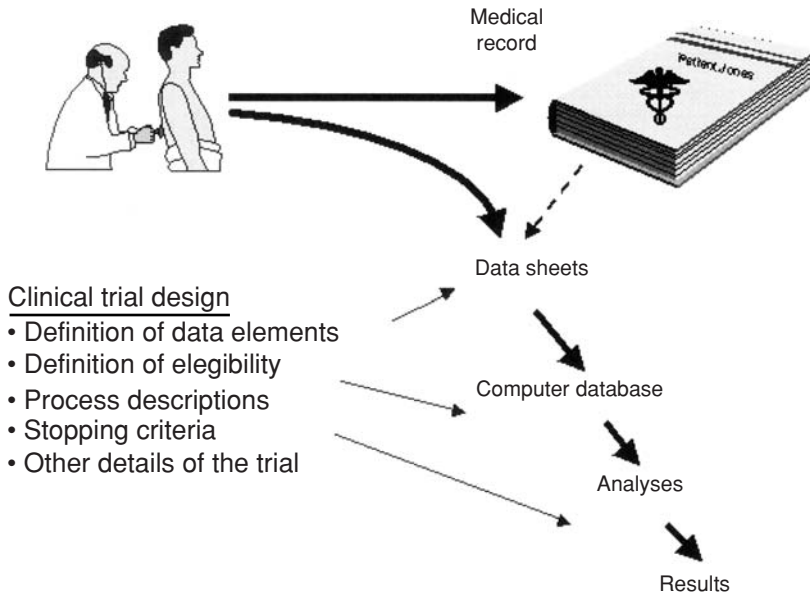 Medical
record
Patient Jones
Data sheets
Clinical trial design
• Definition of data elements
• Definition of elegibility
• Process descriptions
• Stopping criteria
• Other details of the trial
Computer database
Analyses
Results